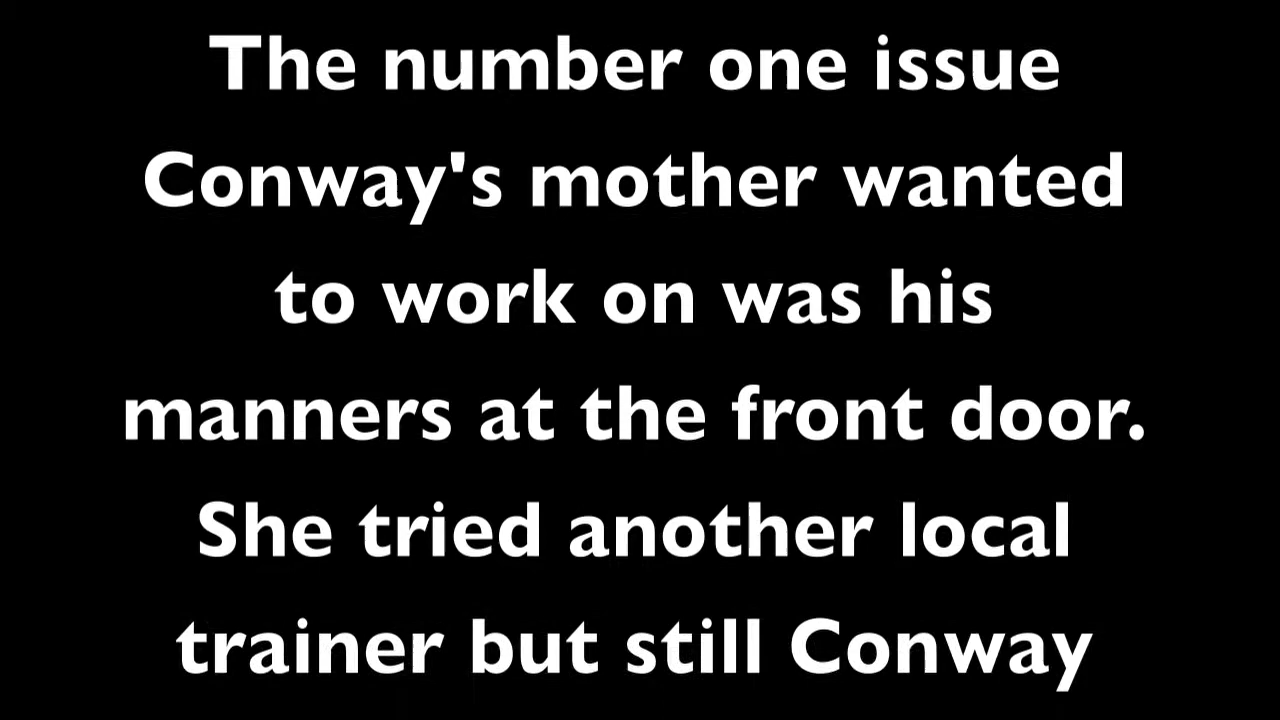 The number one issue
Conway's mother wanted
to work on was his
manners at the front door.
She tried another local
trainer but still Conway